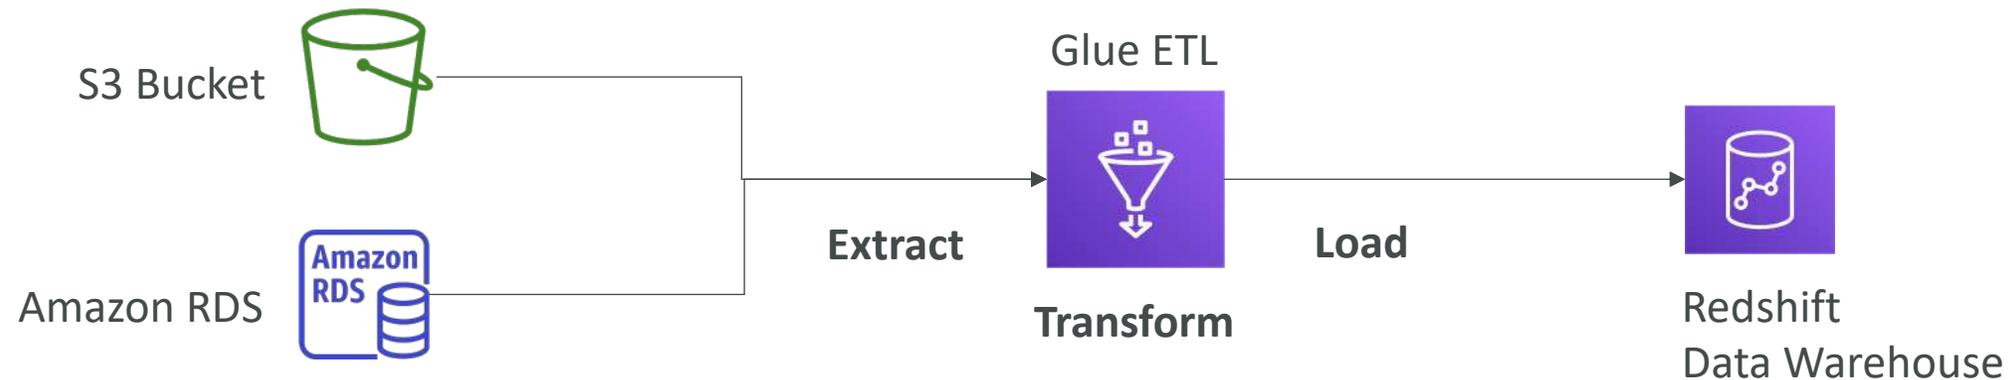 S3 Bucket
Amazon
RDS
Amazon RDS
Extract
Glue ETL
Transform
Load
Redshift
Data Warehouse